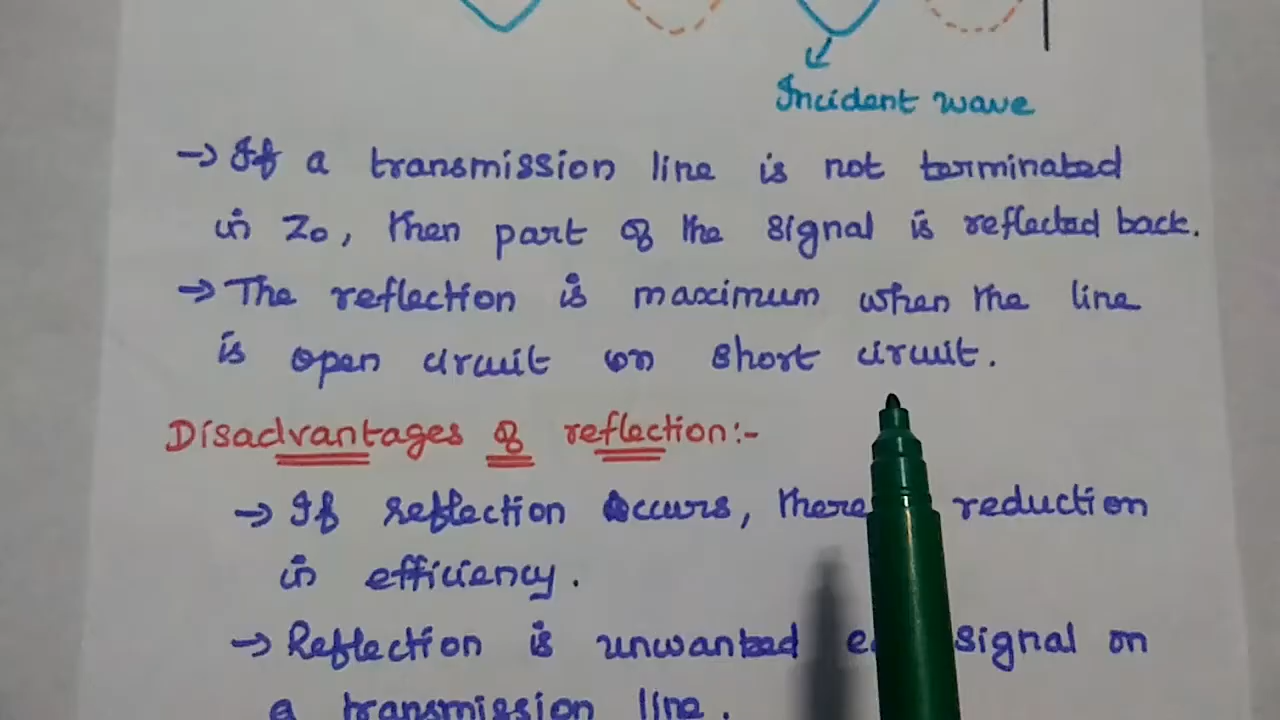 Incident wave
→ If a transmission line is not terminated
in Zo, then part of the signal is reflected back.
→ The reflection is maximum when the line
is open circuit or short circuit.
Disadvantages of reflection:-
→ If reflection occurs, there reduction
in efficiency.
→ Reflection is unwanted signal on
a transmission line.